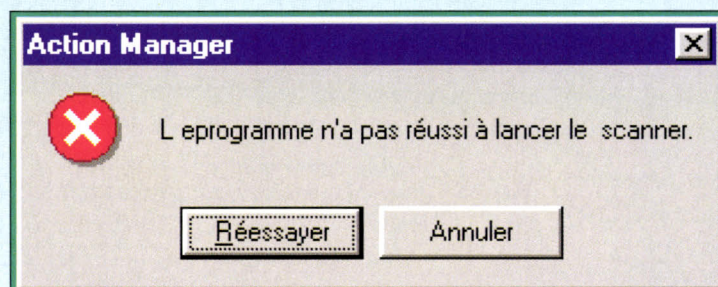 Action Manager
L eprogramme n'a pas réussi à lancer le  scanner.
Réessayer
Annuler